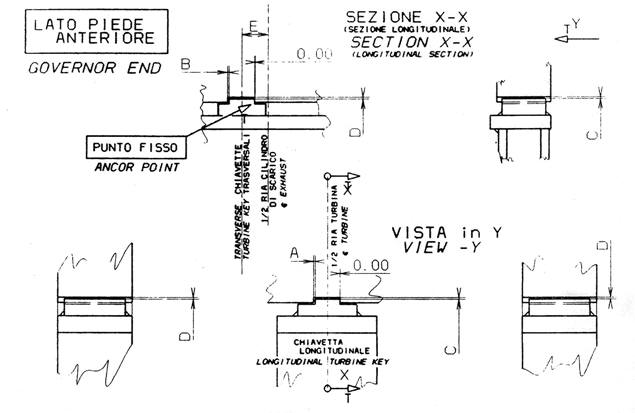 LATO PIEDE
ANTERIORE
GOVERNOR END
SEZIONE X-X
(SEZIONE LONGITUDINALE)
SECTION X-X
(LONGITUDINAL SECTION)
E
0.00
B
D
Y
T
C
PUNTO FISSO
ANCOR POINT
TRANSVERSE CHIAVETTE
TURBINE KEY TRASVERSALI
1/2 RIA CILINDRO
DI SCARICO
¢ EXHAUST
X
1/2 RIA TURBINA
¢ TURBINE
VISTA in Y
VIEW -Y
A
0.00
D
C
D
CHIAVETTA
LONGITUDINALE
LONGITUDINAL TURBINE KEY
X
T